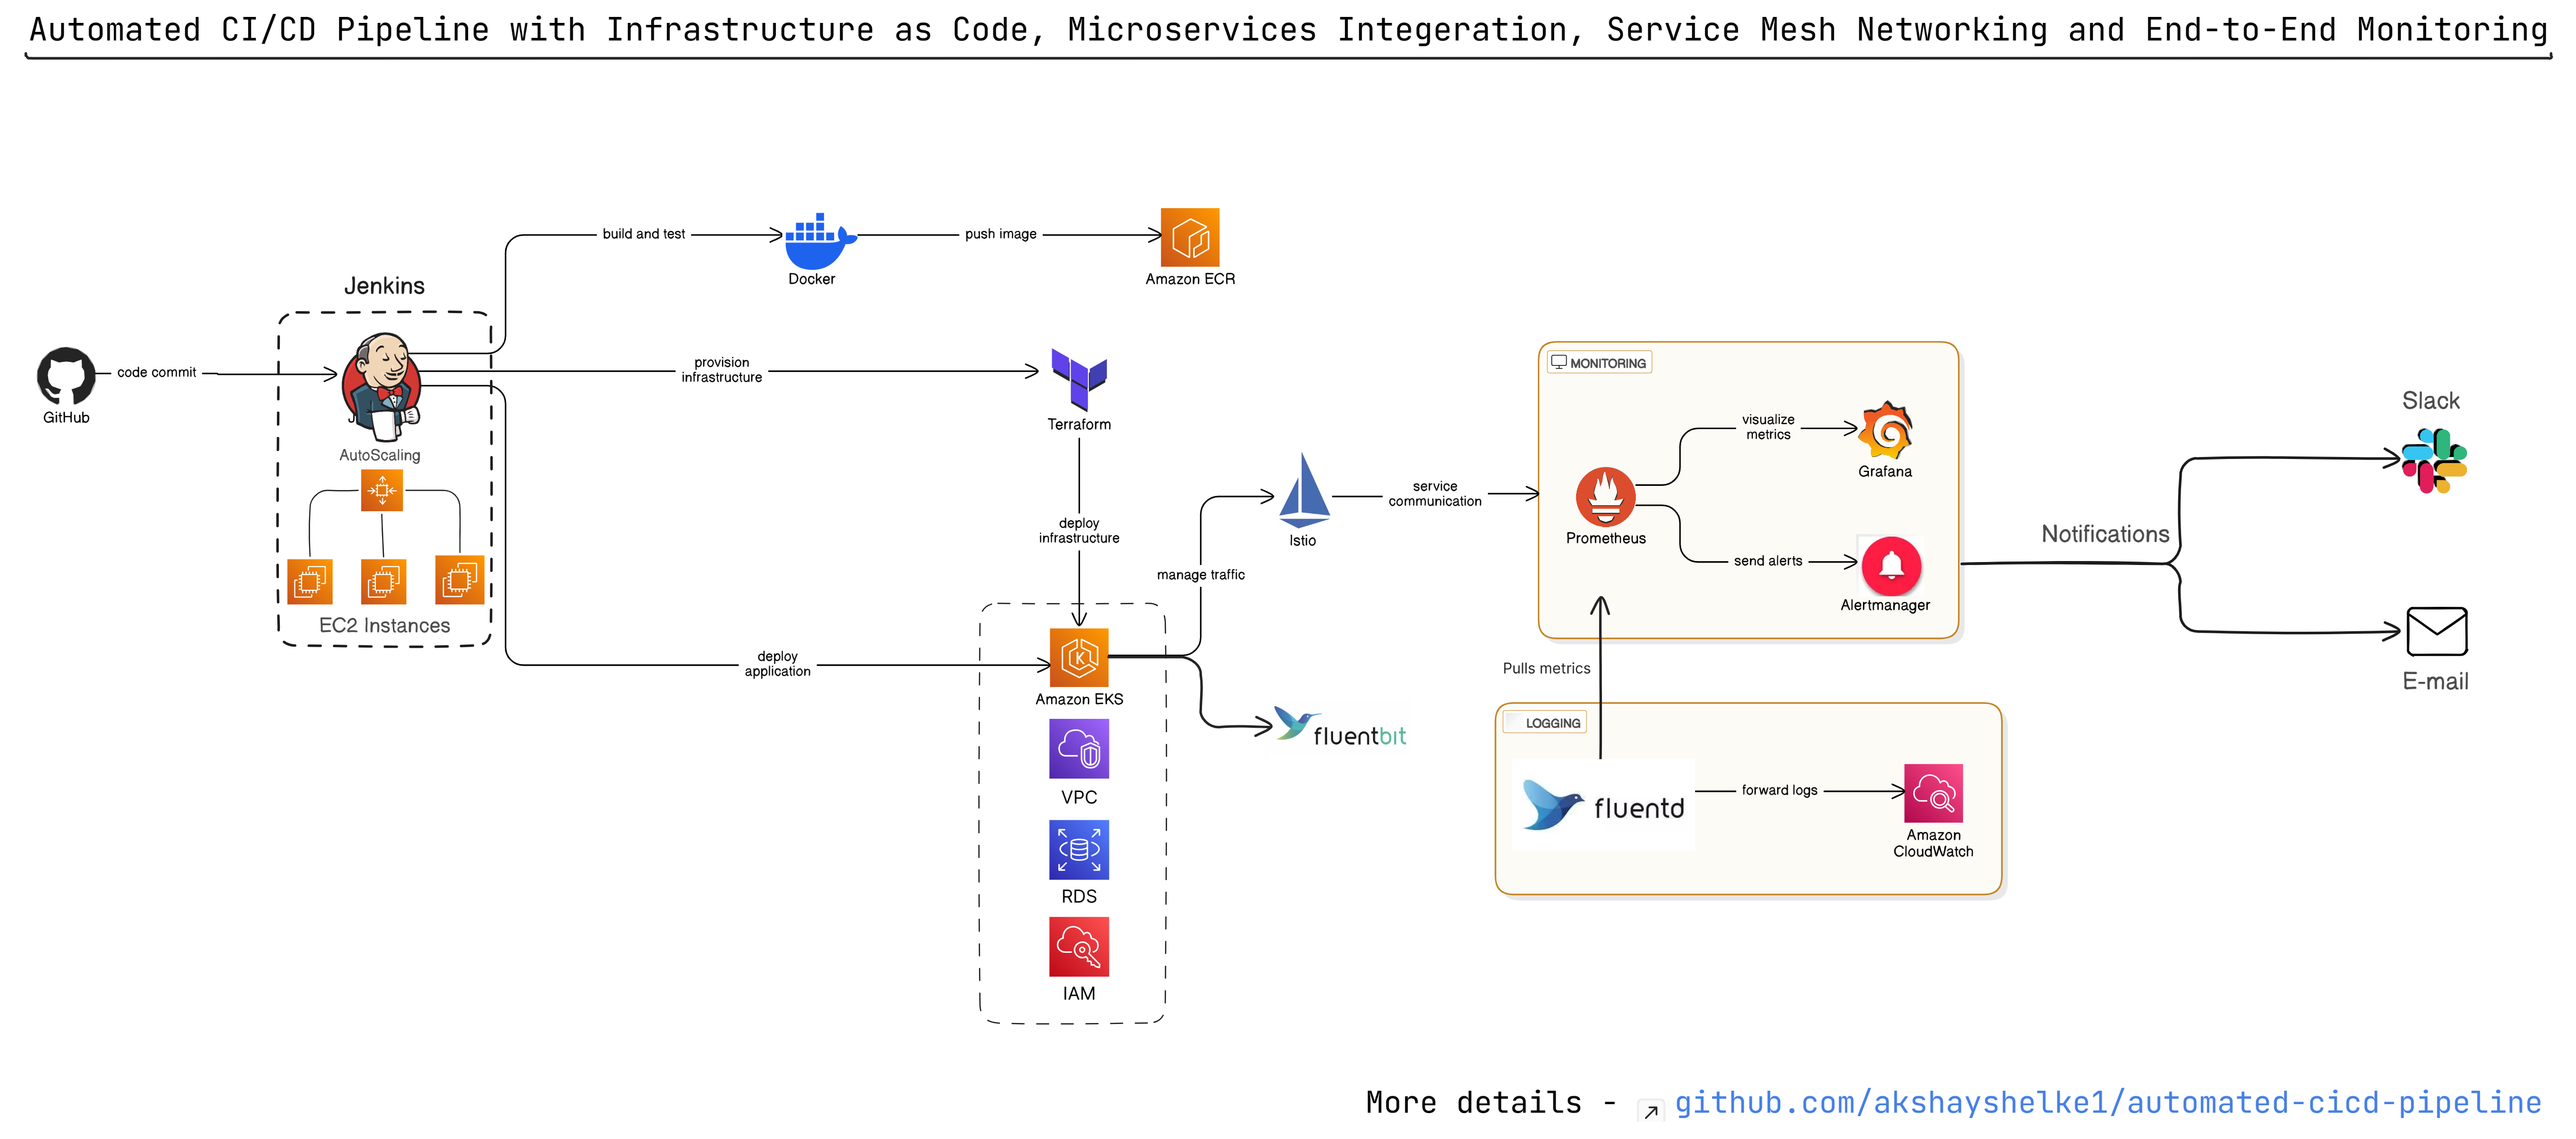 Automated CI/CD Pipeline with Infrastructure as Code, Microservices Integeration, Service Mesh Networking and End-to-End Monitoring
build and test
Docker
push image
Amazon ECR
Jenkins
GitHub
code commit
J
AutoScaling
EC2 Instances
provision
infrastructure
Terraform
deploy
infrastructure
deploy
application
Amazon EKS
VPC
RDS
IAM
manage traffic
Istio
fluentbit
service
communication
MONITORING
Prometheus
visualize
metrics
Grafana
send alerts
Alertmanager
Pulls metrics
LOGGING
fluentd
forward logs
Amazon
CloudWatch
Notifications
Slack
E-mail
More details - github.com/akshayshelke1/automated-cicd-pipeline